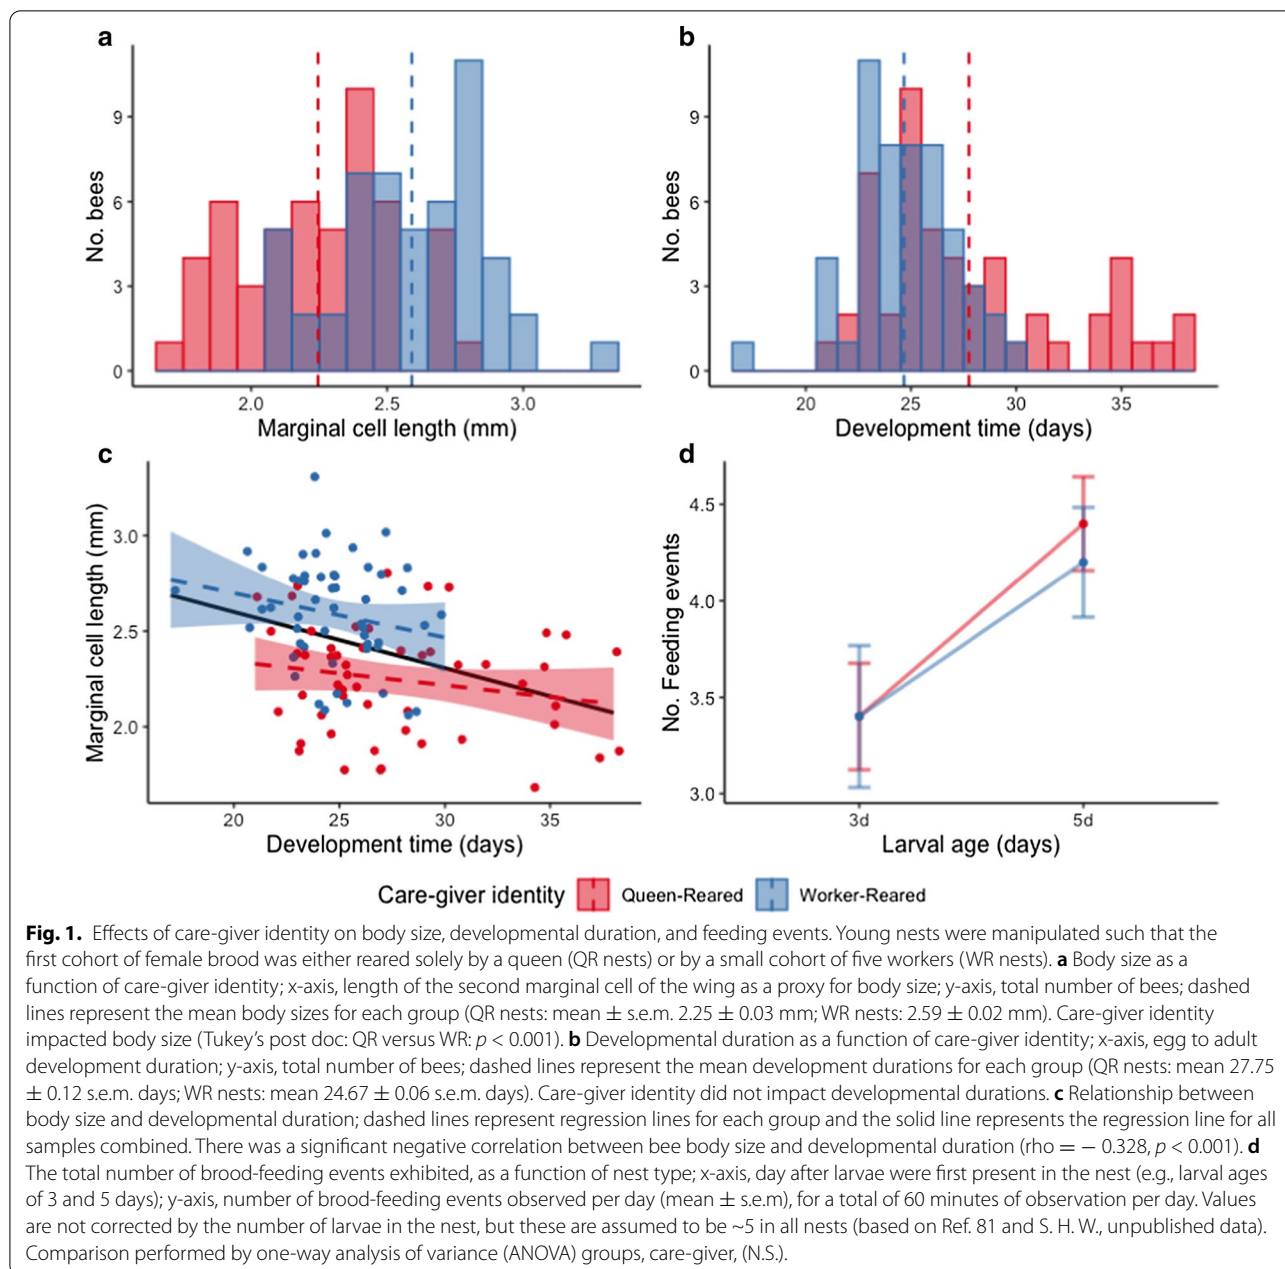 a
No. bees
9
6
3
0
2.0 2.5 3.0
Marginal cell length (mm)
b
No. bees
9
6
3
0
20 25 30 35
Development time (days)
c
Marginal cell length (mm)
3.0
2.5
2.0
20 25 30 35
Development time (days)
d
No. Feeding events
4.5
4.0
3.5
3.0
3d 5d
Larval age (days)
Care-giver identity Queen-Reared Worker-Reared
Fig. 1. Effects of care-giver identity on body size, developmental duration, and feeding events. Young nests were manipulated such that the
first cohort of female brood was either reared solely by a queen (QR nests) or by a small cohort of five workers (WR nests). a Body size as a
function of care-giver identity; x-axis, length of the second marginal cell of the wing as a proxy for body size; y-axis, total number of bees; dashed
lines represent the mean body sizes for each group (QR nests: mean ± s.e.m. 2.25 ± 0.03 mm; WR nests: 2.59 ± 0.02 mm). Care-giver identity
impacted body size (Tukey's post doc: QR versus WR: p < 0.001). b Developmental duration as a function of care-giver identity; x-axis, egg to adult
development duration; y-axis, total number of bees; dashed lines represent the mean development durations for each group (QR nests: mean 27.75
± 0.12 s.e.m. days; WR nests: mean 24.67 ± 0.06 s.e.m. days). Care-giver identity did not impact developmental durations. c Relationship between
body size and developmental duration; dashed lines represent regression lines for each group and the solid line represents the regression line for all
samples combined. There was a significant negative correlation between bee body size and developmental duration (rho = − 0.328, p < 0.001). d
The total number of brood-feeding events exhibited, as a function of nest type; x-axis, day after larvae were first present in the nest (e.g., larval ages
of 3 and 5 days); y-axis, number of brood-feeding events observed per day (mean ± s.e.m), for a total of 60 minutes of observation per day. Values
are not corrected by the number of larvae in the nest, but these are assumed to be ~5 in all nests (based on Ref. 81 and S. H. W., unpublished data).
Comparison performed by one-way analysis of variance (ANOVA) groups, care-giver, (N.S.).